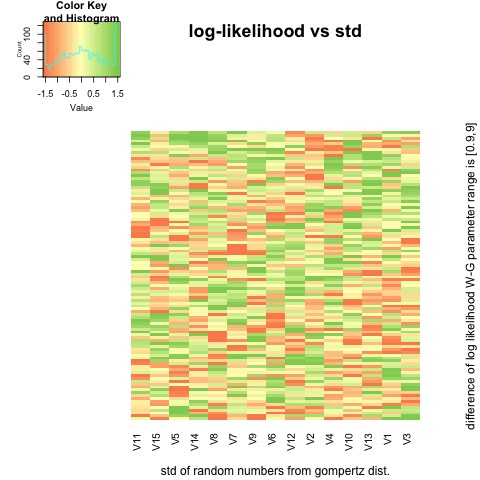 Color Key
and Histogram
log-likelihood vs std
Count
0 40 100
-1.5 -0.5 0.5 1.5
Value
difference of log likelihood W-G parameter range is [0.9,9]
V11 V15 V5 V14 V8 V7 V9 V6 V12 V2 V4 V10 V13 V1 V3
std of random numbers from gompertz dist.